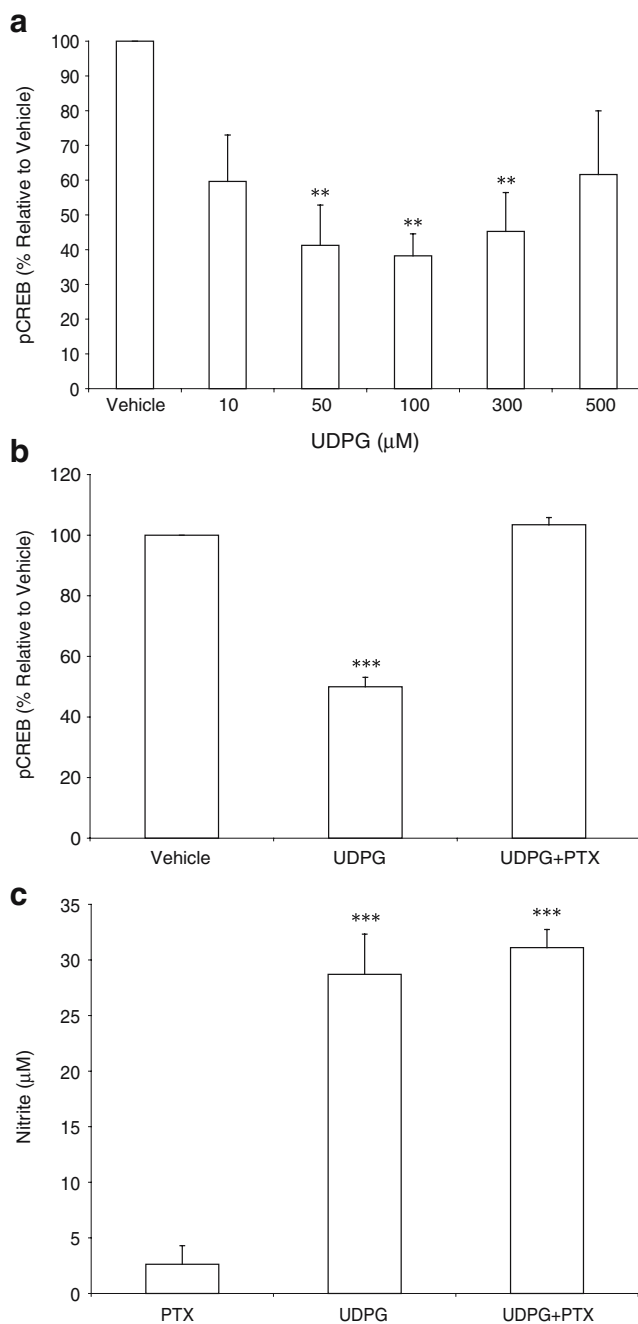 a
pCREB (% Relative to Vehicle)
100
90
80
70
60
50
40
30
20
10
0
**
**
**
Vehicle
10
50
100
300
500
UDPG (μM)
b
pCREB (% Relative to Vehicle)
120
100
80
60
40
20
0
***
Vehicle
UDPG
UDPG+PTX
c
Nitrite (μM)
35
30
25
20
15
10
5
0
***
***
PTX
UDPG
UDPG+PTX